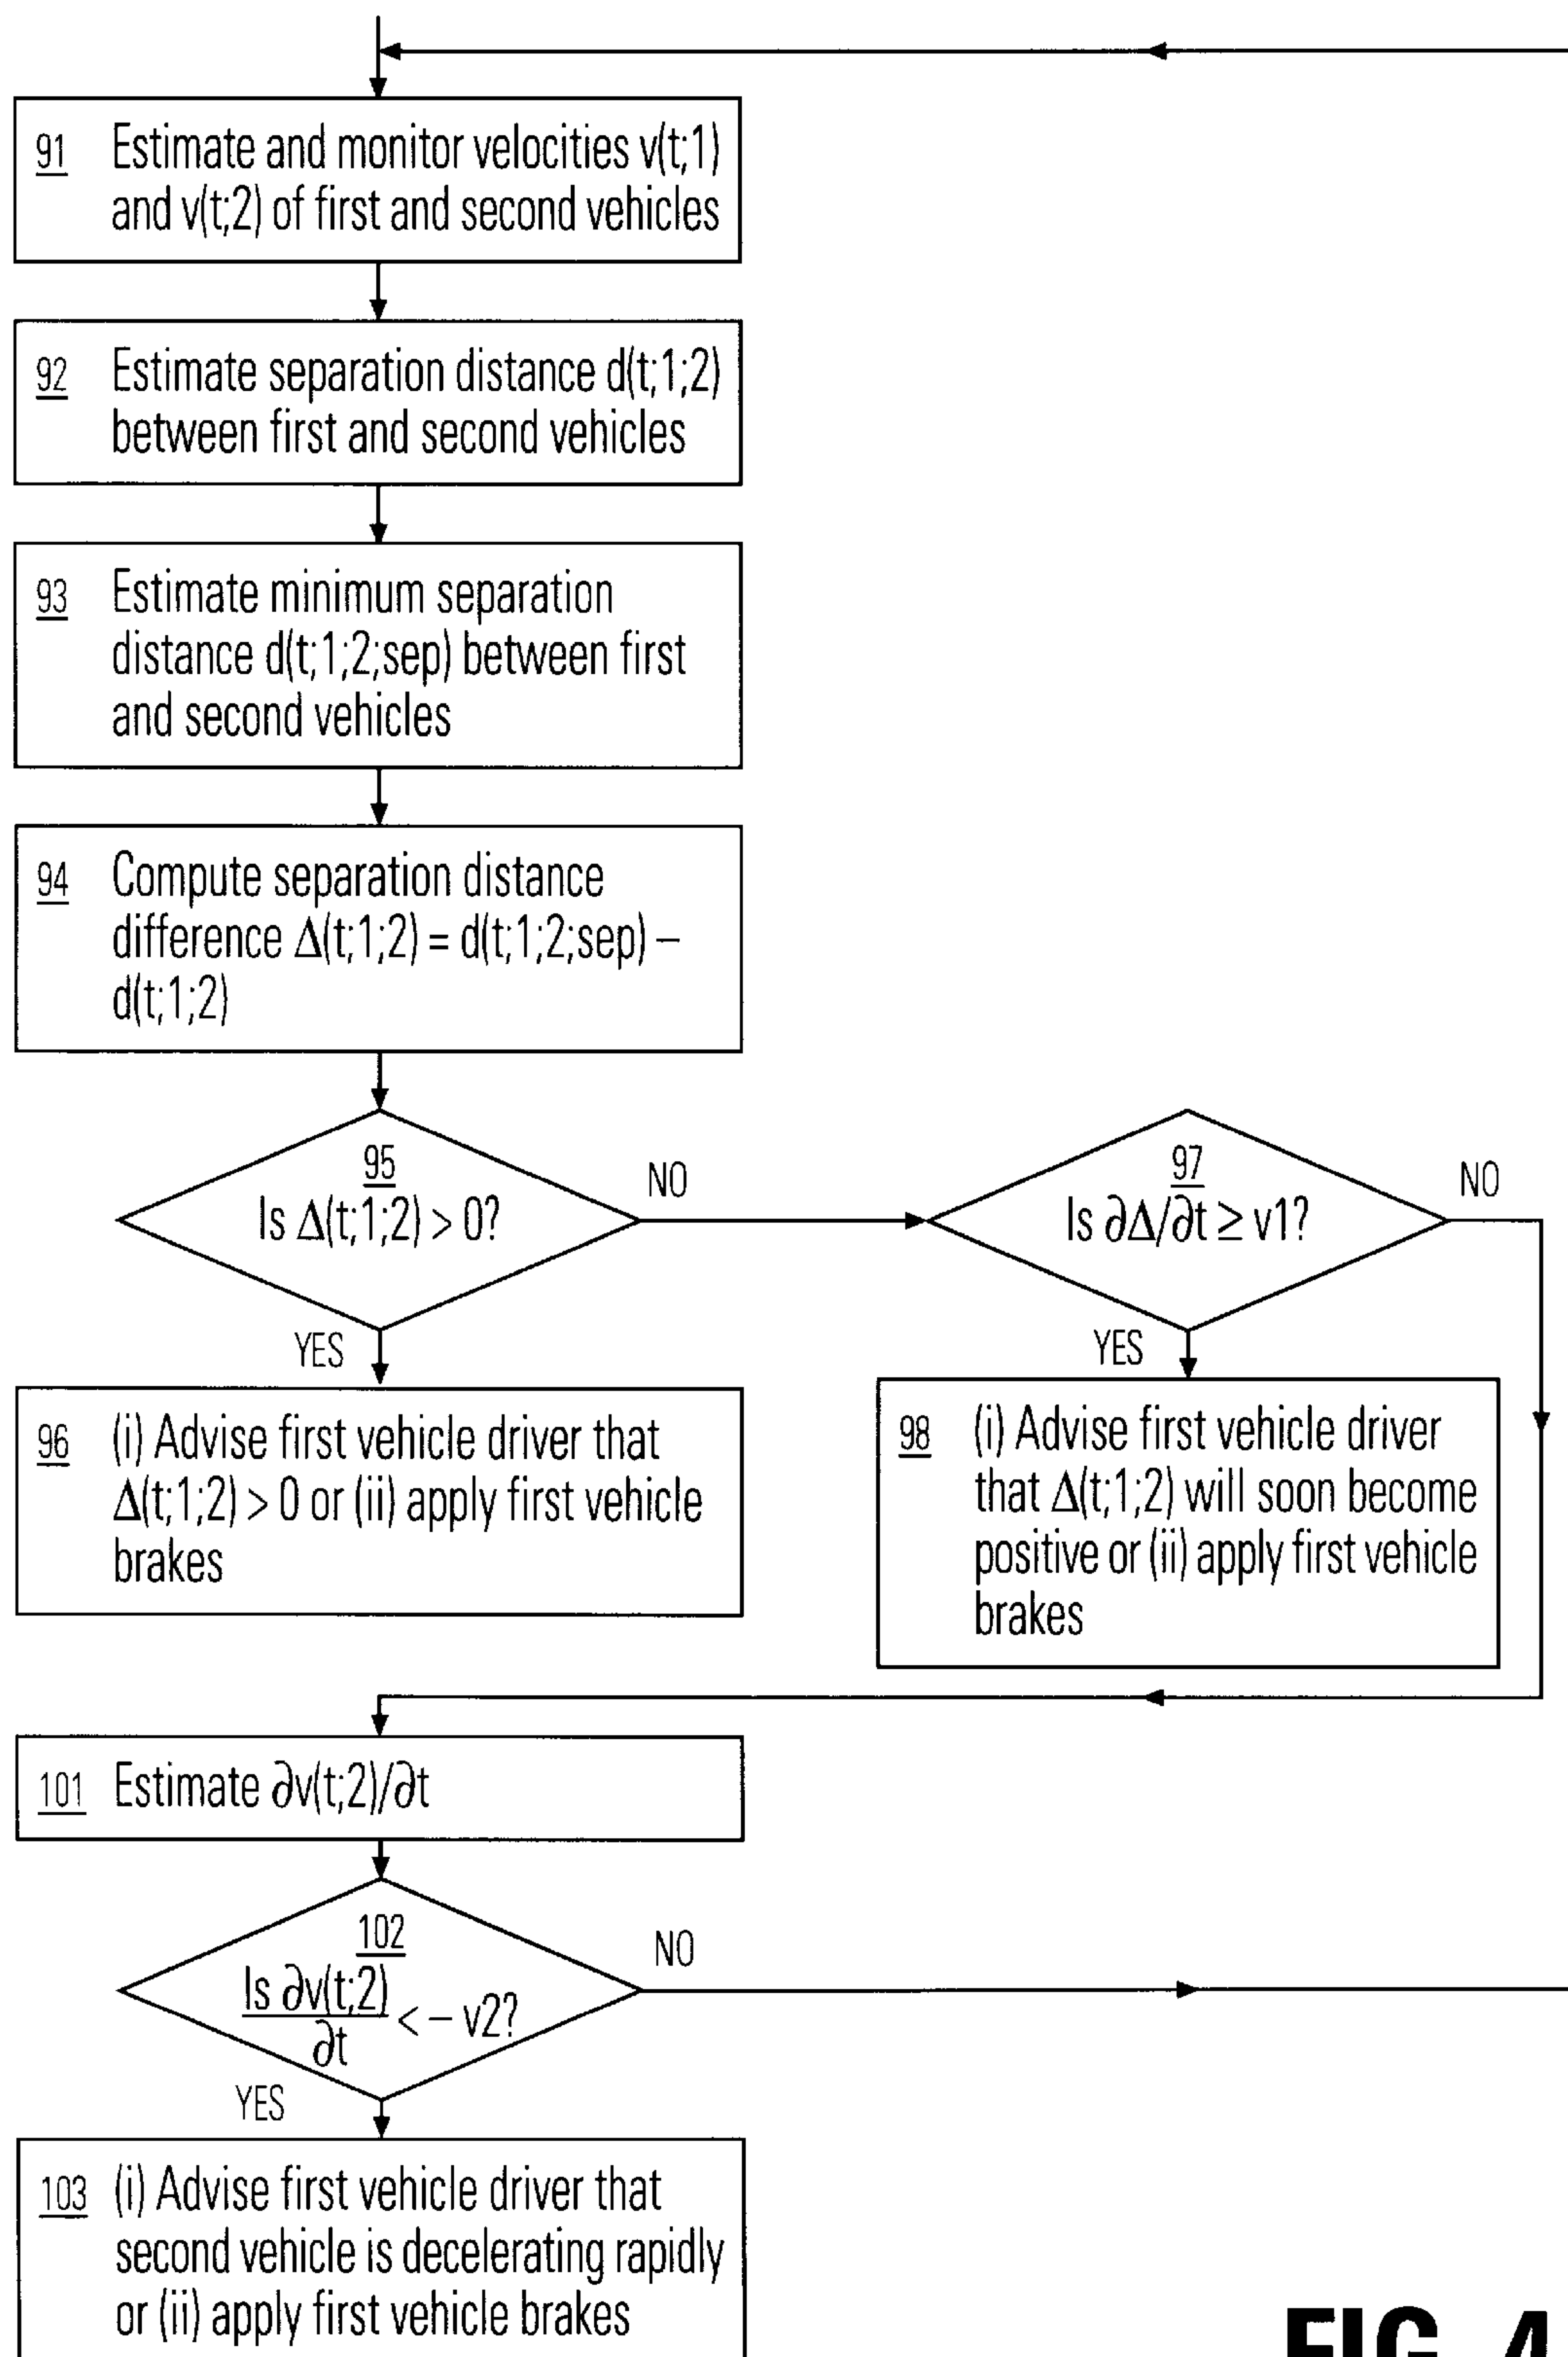 91 Estimate and monitor velocities v(t;1)
and v(t;2) of first and second vehicles
92 Estimate separation distance d(t;1;2)
between first and second vehicles
93 Estimate minimum separation
distance d(t;1;2;sep) between first
and second vehicles
94 Compute separation distance
difference Δ(t;1;2) = d(t;1;2;sep) –
d(t;1;2)
95
Is Δ(t;1;2) > 0?
NO
YES
97
Is ∂Δ/∂t ≥ v1?
NO
YES
96 (i) Advise first vehicle driver that
Δ(t;1;2) > 0 or (ii) apply first vehicle
brakes
98 (i) Advise first vehicle driver
that Δ(t;1;2) will soon become
positive or (ii) apply first vehicle
brakes
101 Estimate ∂v(t;2)/∂t
102
Is ∂v(t;2)
∂t < – v2?
NO
YES
103 (i) Advise first vehicle driver that
second vehicle is decelerating rapidly
or (ii) apply first vehicle brakes
FIG. 4